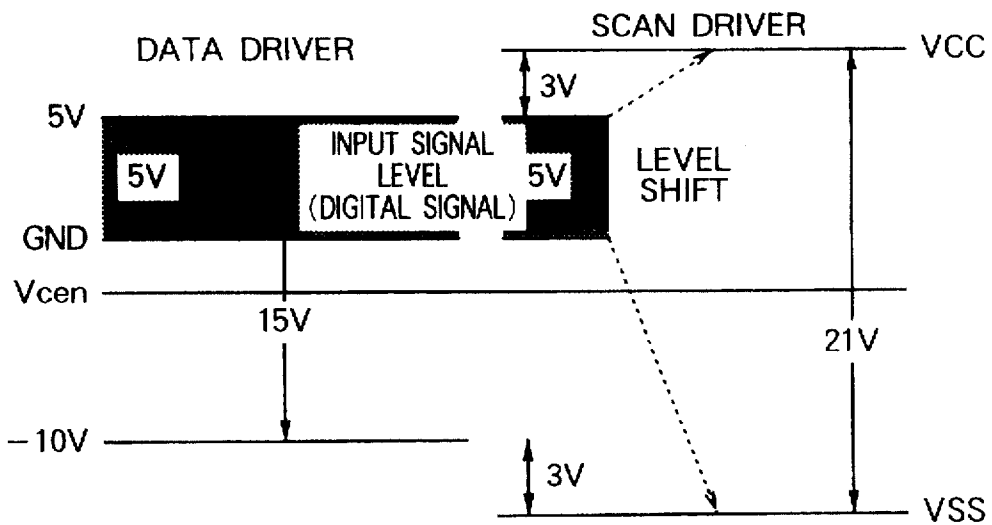 SCAN DRIVER
DATA DRIVER
VCC
3V
5V
INPUT SIGNAL
LEVEL
(DIGITAL SIGNAL)
5V
5V
LEVEL
SHIFT
GND
Vcen
15V
21V
−10V
3V
VSS